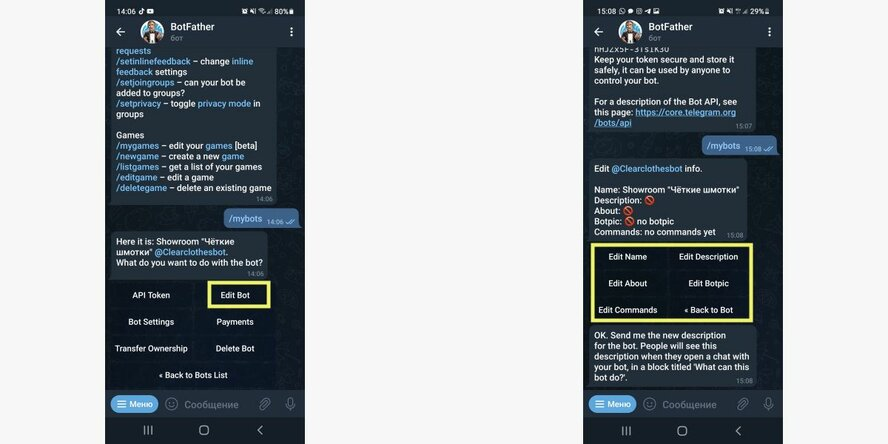 14:06
80%
BotFather
бот
requests
/setinlinefeedback – change inline
feedback settings
/setjoingroups – can your bot be
added to groups?
/setprivacy – toggle privacy mode in
groups
Games
/mygames – edit your games [beta]
/newgame – create a new game
/listgames – get a list of your games
/editgame – edit a game
/deletegame – delete an existing game
14:06
/mybots 14:06
Here it is: Showroom "Чёткие
шмотки" @Clearclothesbot.
What do you want to do with the bot?
14:06
API Token Edit Bot
Bot Settings Payments
Transfer Ownership Delete Bot
« Back to Bots List
Меню Сообщение
15:08
29%
BotFather
бот
Keep your token secure and store it
safely, it can be used by anyone to
control your bot.
For a description of the Bot API, see
this page: https://core.telegram.org
/bots/api
15:07
/mybots 15:08
Edit @Clearclothesbot info.
Name: Showroom "Чёткие шмотки"
Description: 🚫
About: 🚫
Botpic: 🚫 no botpic
Commands: no commands yet
15:08
Edit Name Edit Description
Edit About Edit Botpic
Edit Commands « Back to Bot
OK. Send me the new description
for the bot. People will see this
description when they open a chat with
your bot, in a block titled 'What can this
bot do?'.
15:08
Меню Сообщение